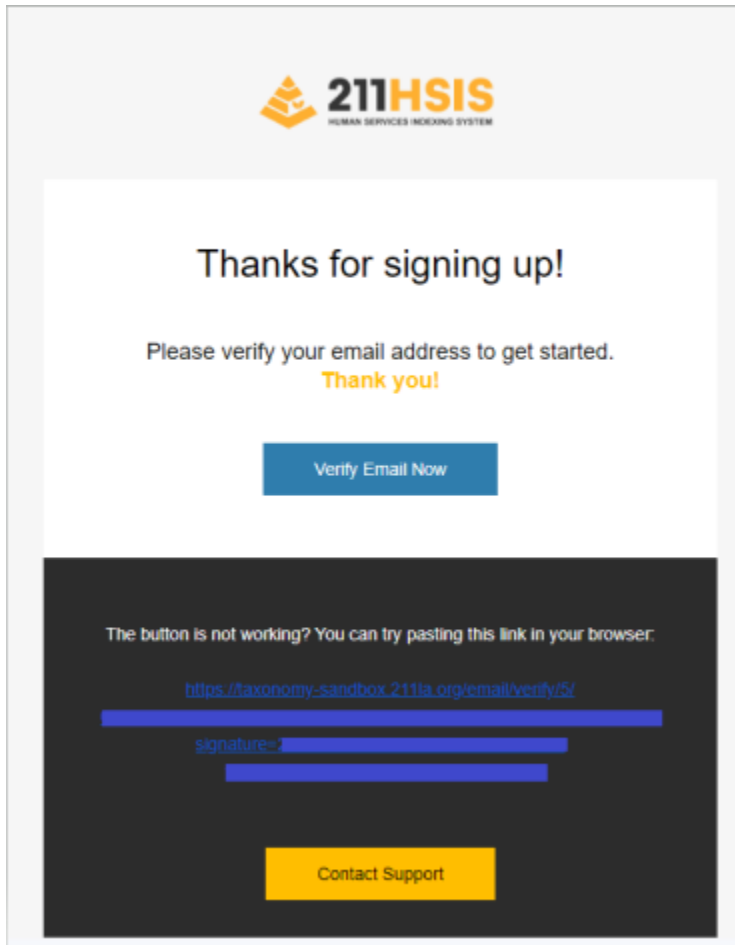 211HSIS
HUMAN SERVICES INDEXING SYSTEM
Thanks for signing up!
Please verify your email address to get started.
Thank you!
Verify Email Now
The button is not working? You can try pasting this link in your browser:
https://taxonomy-sandbox.211la.org/email/verify/5/
signature=
Contact Support